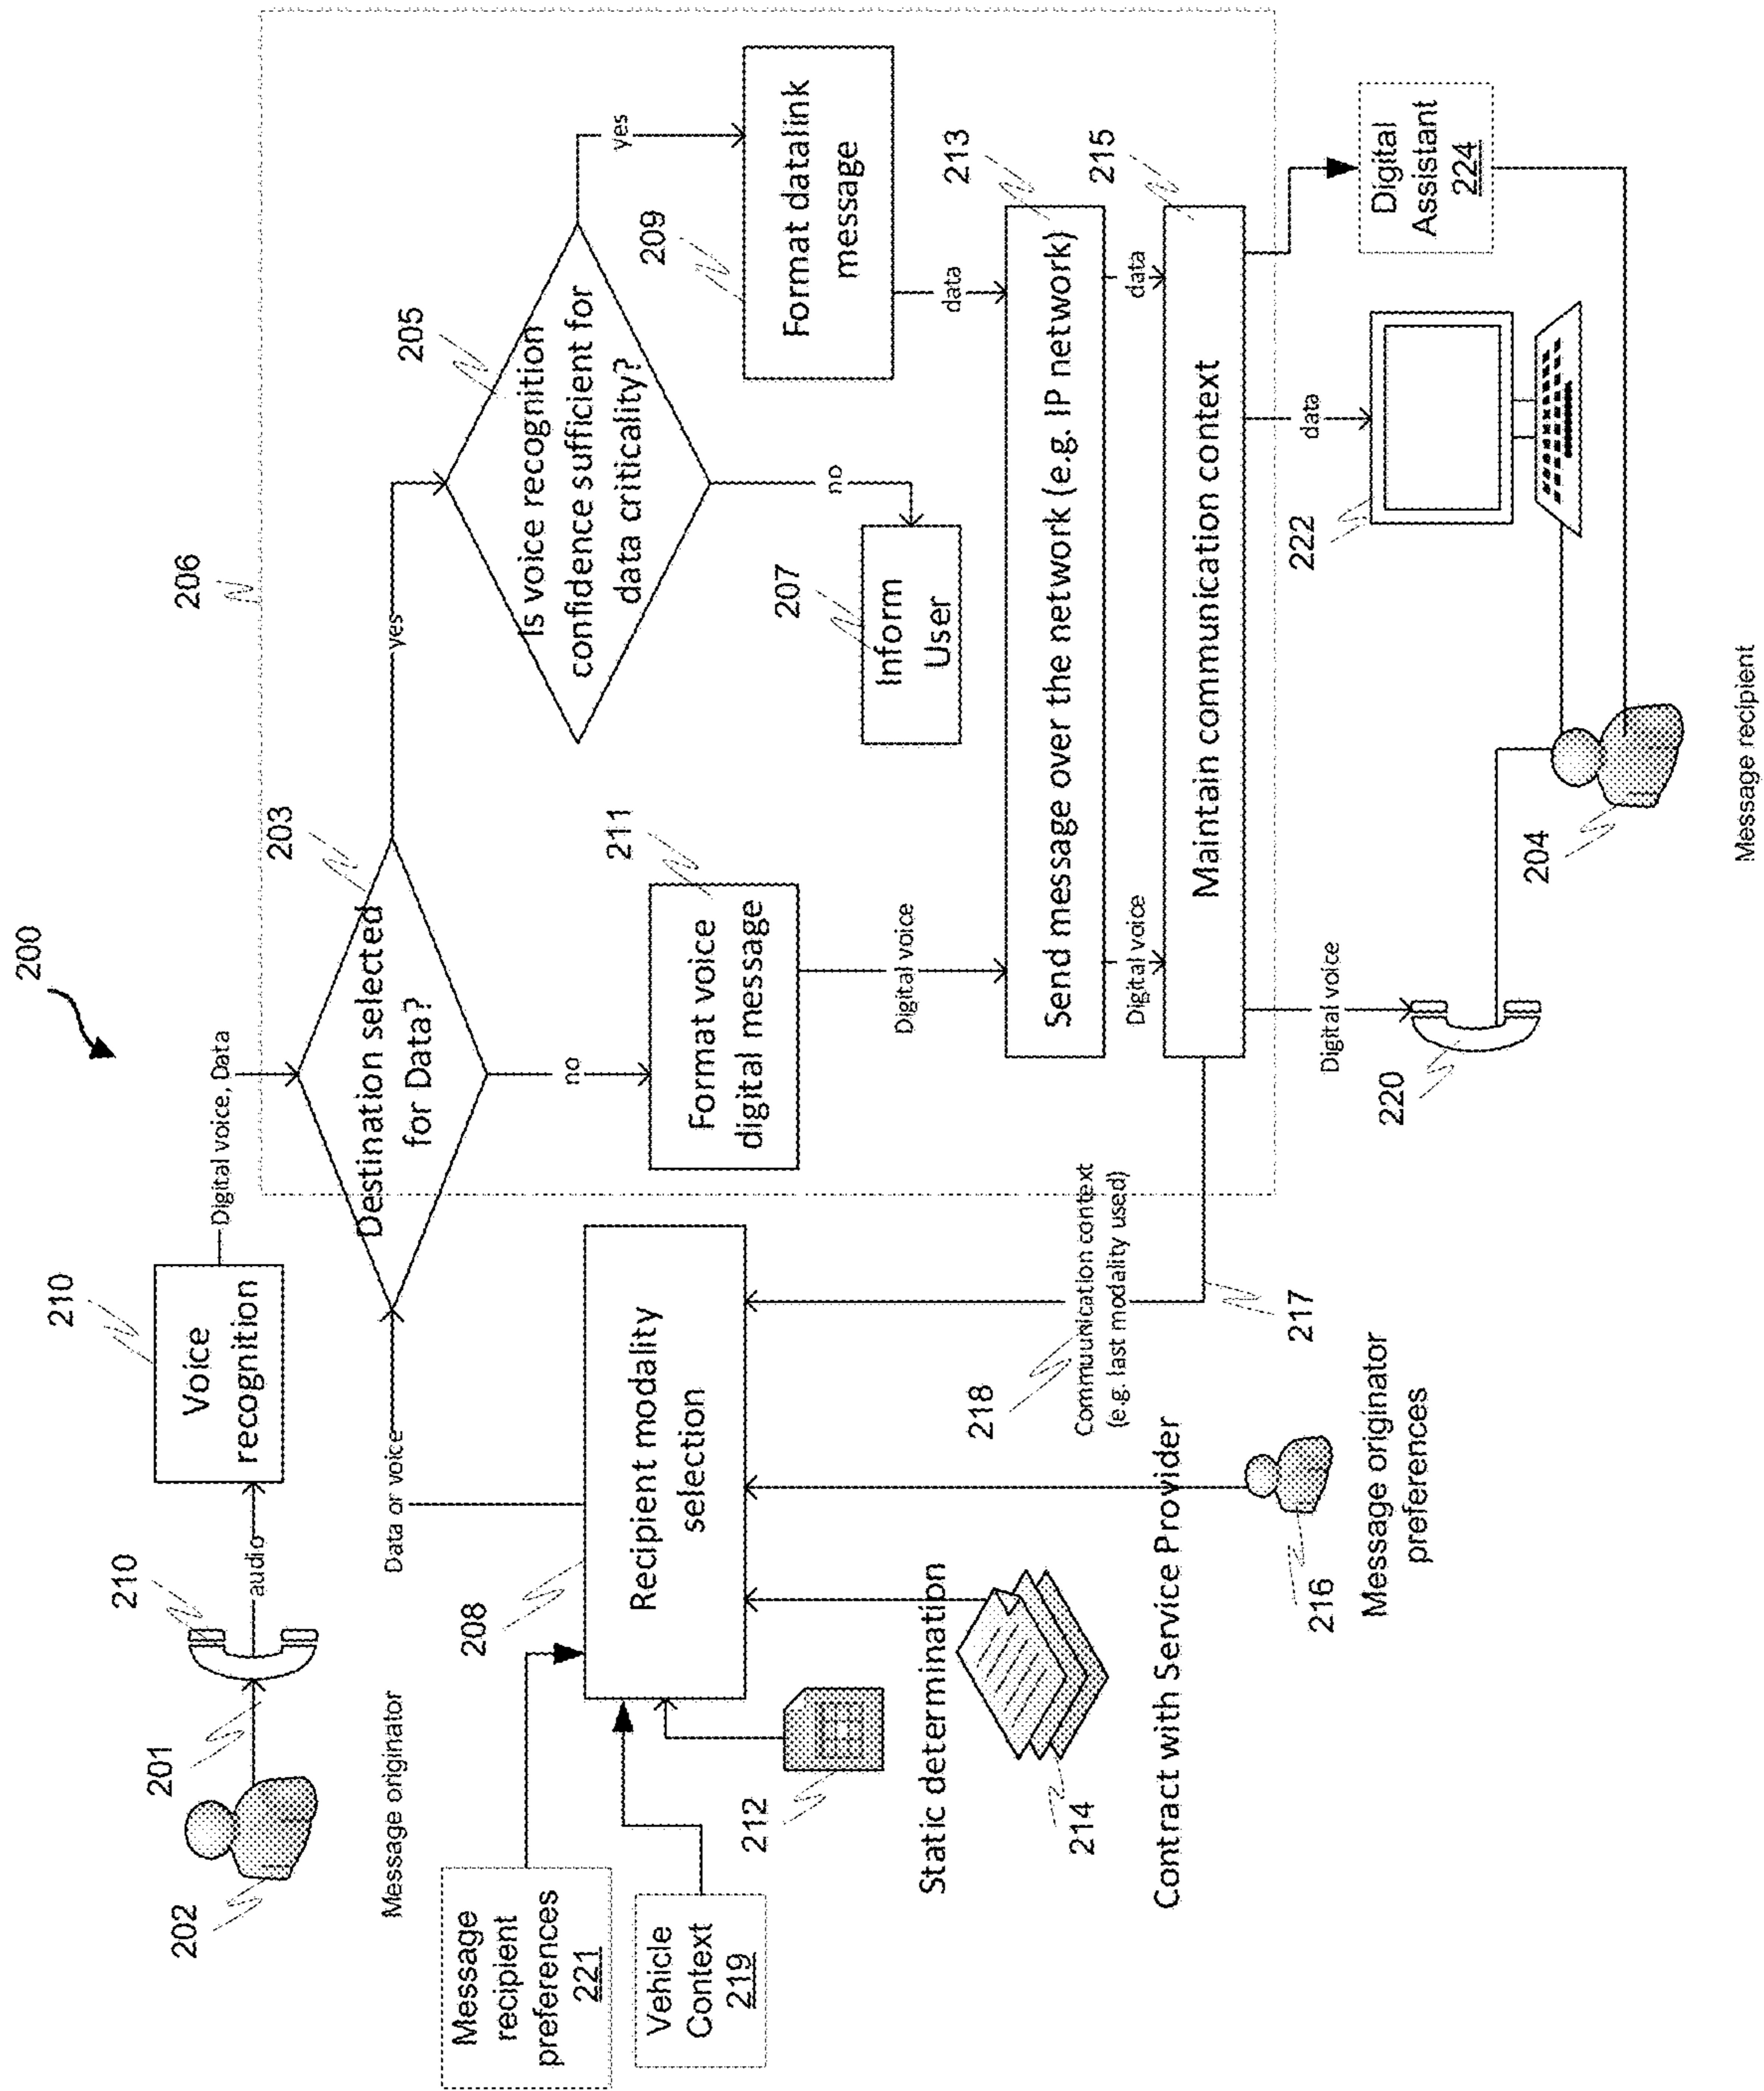 200
202
Message originator
201
210
audio
210
Voice
recognition
Digital voice, Data
206
203
Destination selected
for Data?
yes
205
Is voice recognition
confidence sufficient for
data criticality?
yes
no
no
209
Format datalink
message
207
Inform
User
211
Format voice
digital message
Data or voice
Message
recipient
preferences
221
Vehicle
Context
219
208
Recipient modality
selection
212
Static determination
214
Contract with Service Provider
216
Message originator
preferences
218
Communication context
(e.g. last modality used)
217
Digital voice
data
213
Send message over the network (e.g. IP network)
Digital voice
data
215
Maintain communication context
Digital voice
data
220
222
Digital
Assistant
224
204
Message recipient